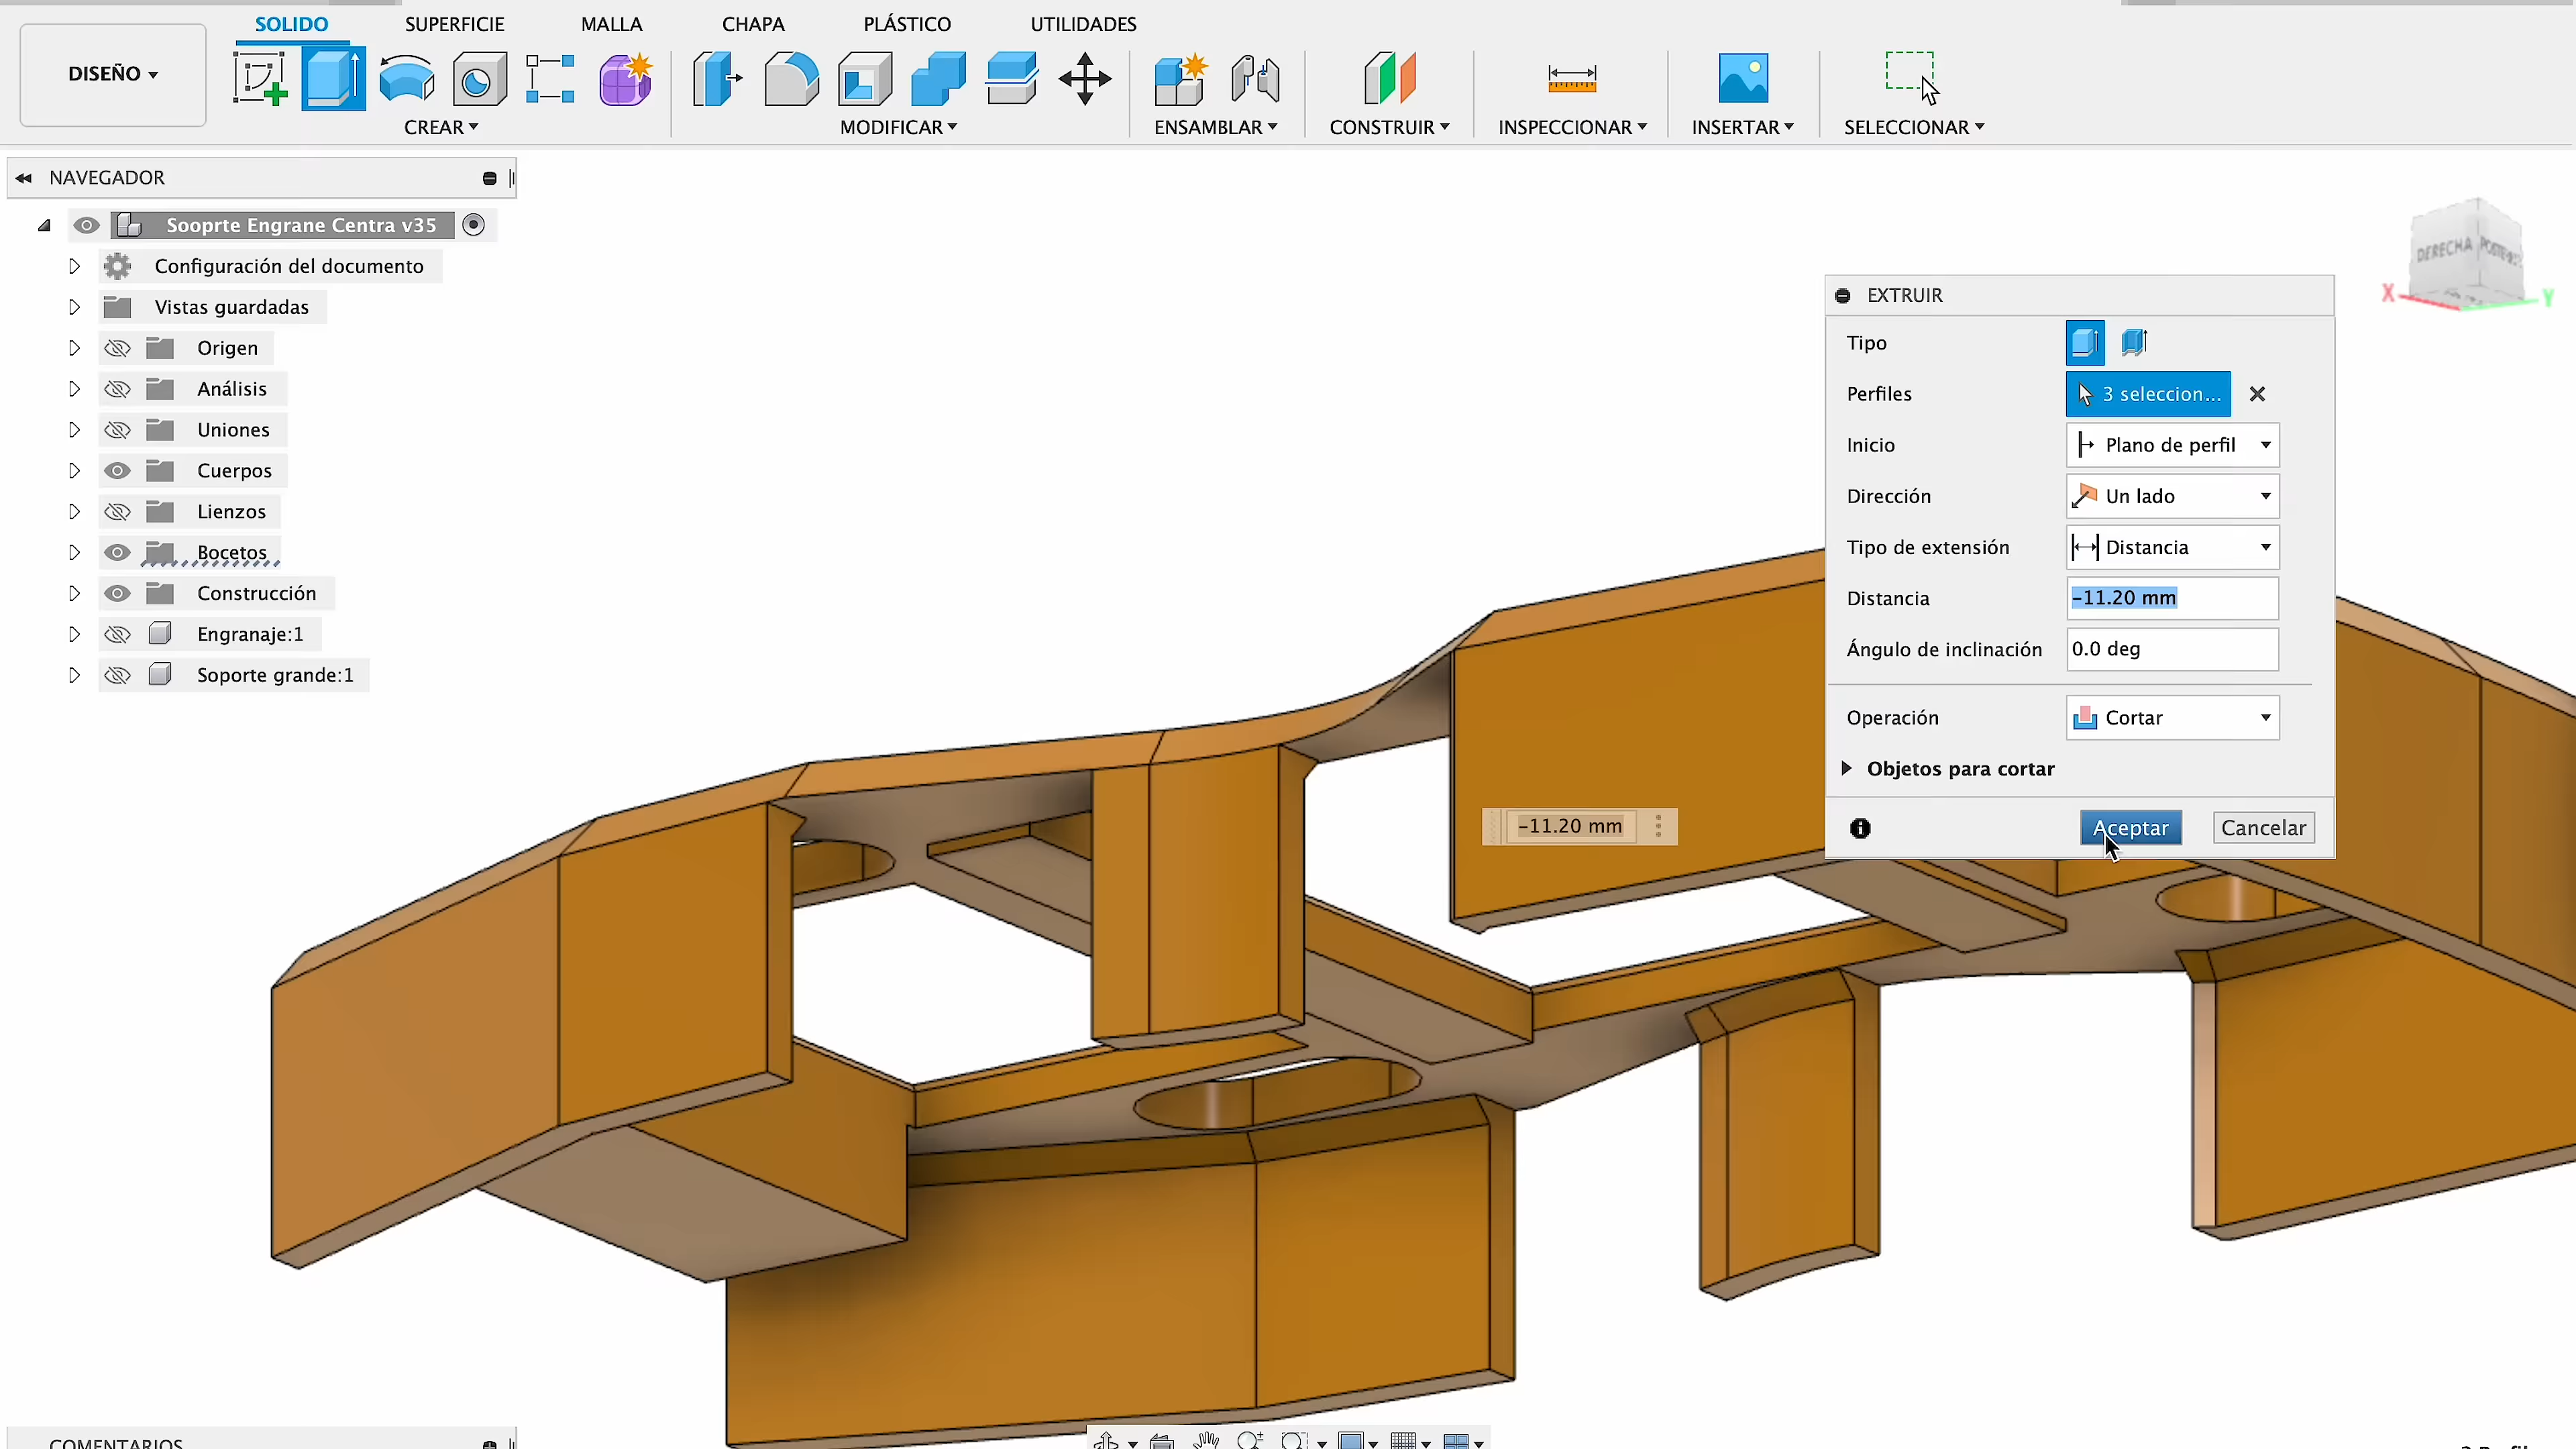 SOLIDO SUPERFICIE MALLA CHAPA PLÁSTICO UTILIDADES
DISEÑO
CREAR MODIFICAR ENSAMBLAR CONSTRUIR INSPECCIONAR INSERTAR SELECCIONAR
NAVEGADOR
Sooprte Engrane Centra v35
Configuración del documento
Vistas guardadas
Origen
Análisis
Uniones
Cuerpos
Lienzos
Bocetos
Construcción
Engranaje:1
Soporte grande:1
DERECHA
X
Y
EXTRUIR
Tipo
Perfiles 3 seleccion...
Inicio Plano de perfil
Dirección Un lado
Tipo de extensión Distancia
Distancia -11.20 mm
Ángulo de inclinación 0.0 deg
Operación Cortar
Objetos para cortar
Aceptar Cancelar
-11.20 mm
COMENTARIOS